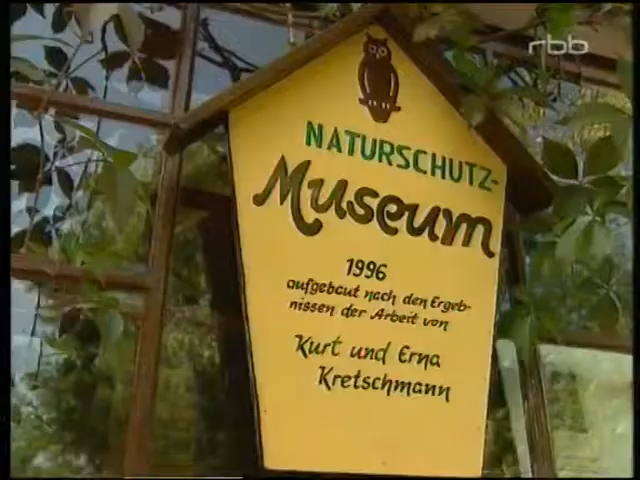 rbb
NATURSCHUTZ-
Museum
1996
aufgebaut nach den Ergeb-
nissen der Arbeit von
Kurt und Erna
Kretschmann